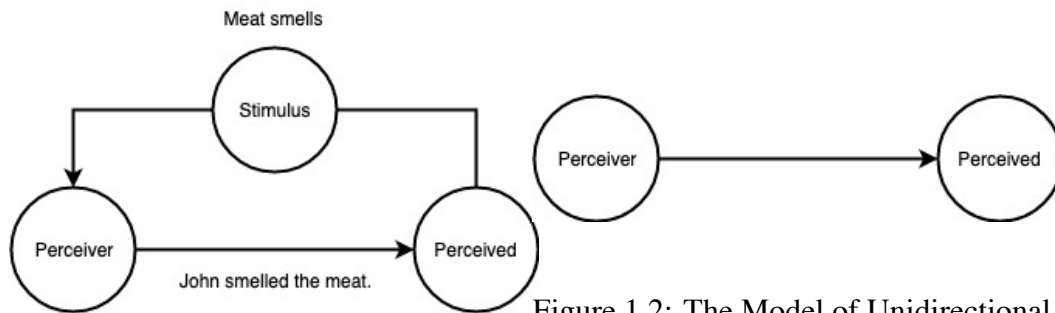 Meat smells
Stimulus
Perceiver
Perceived
John smelled the meat.
Perceiver
Perceived
Figure 1.2: The Model of Unidirectional